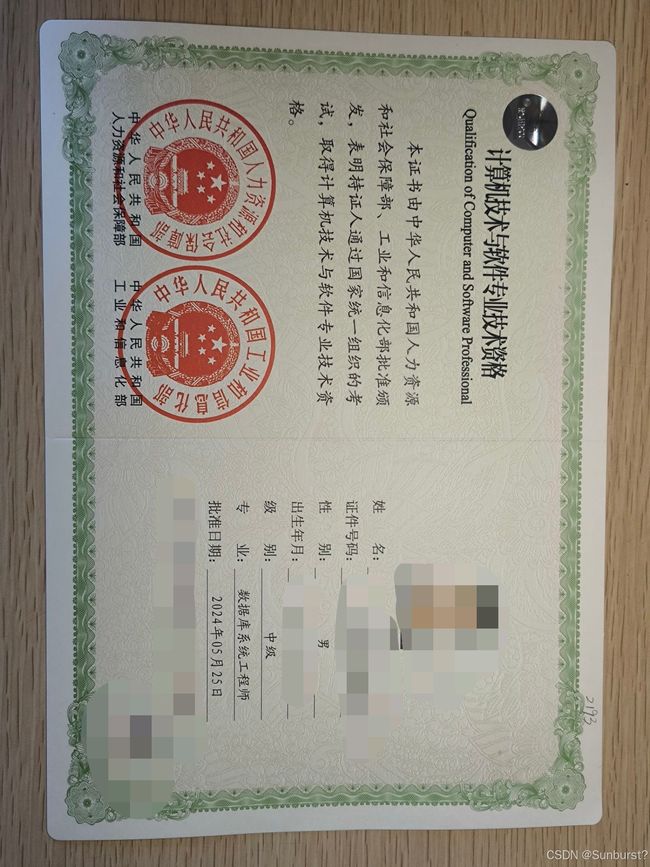 计算机技术与软件专业技术资格
Qualification of Computer and Software Professional
本证书由中华人民共和国人力资源
和社会保障部、工业和信息化部批准颁
发，表明持证人通过国家统一组织的考
试，取得计算机技术与软件专业技术资
格。
中华人民共和国人力资源和社会保障部
中华人民共和国
人力资源和社会保障部
中华人民共和国工业和信息化部
中华人民共和国
工业和信息化部
姓 名：
证件号码：
性 别： 男
出生年月：
级 别： 中级
专 业： 数据库系统工程师
批准日期： 2024年05月25日
2193
CSDN @Sunburst?